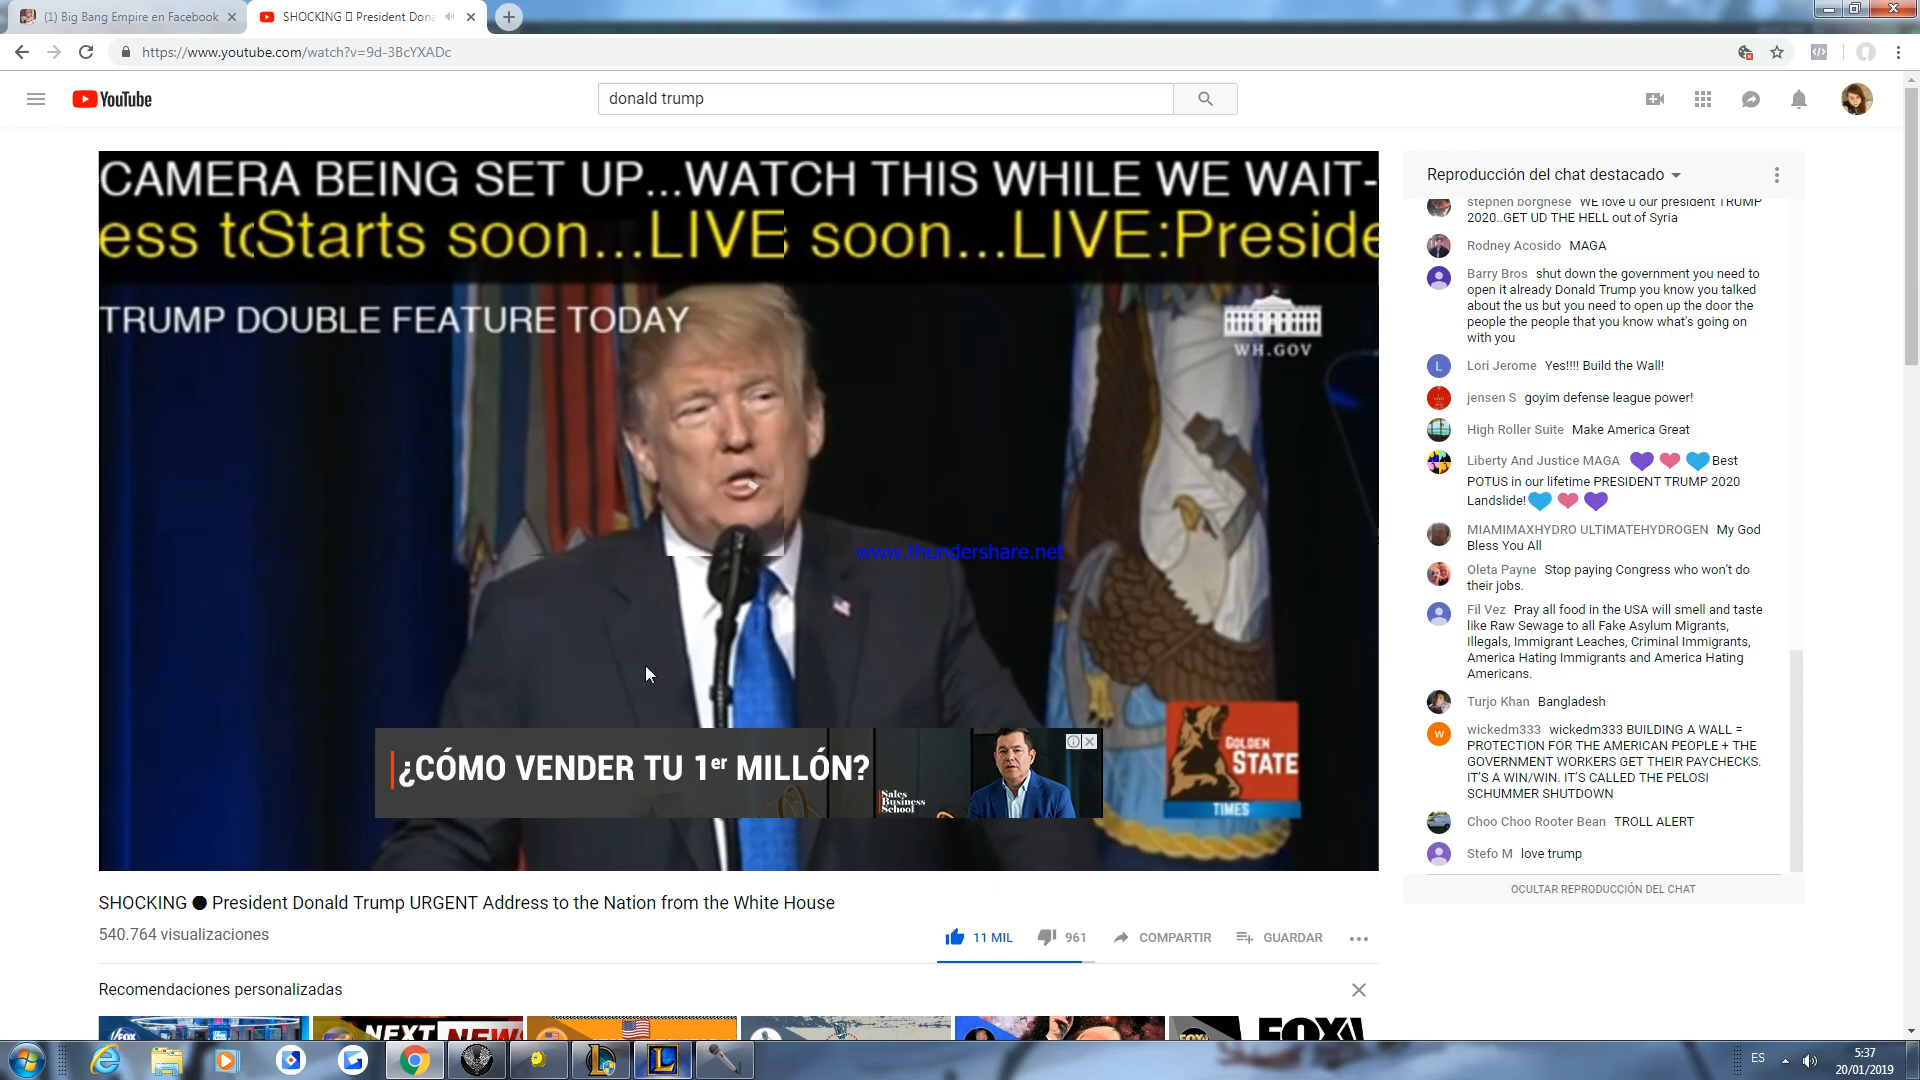 (1) Big Bang Empire en Facebook
SHOCKING President Dona
https://www.youtube.com/watch?v=9d-3BcYXADc
YouTube
donald trump
CAMERA BEING SET UP...WATCH THIS WHILE WE WAIT-
ess to Starts soon...LIVE soon...LIVE:Preside
TRUMP DOUBLE FEATURE TODAY
WH.GOV
www.thundershare.net
GOLDEN
STATE
TIMES
¿CÓMO VENDER TU 1er MILLÓN?
Sales
Business
School
SHOCKING ● President Donald Trump URGENT Address to the Nation from the White House
540.764 visualizaciones
11 MIL
961
COMPARTIR
GUARDAR
Recomendaciones personalizadas
FOX
NEXT NEWS
FOX
Reproducción del chat destacado
stephen borghese WE love u our president TRUMP
2020..GET UD THE HELL out of Syria
Rodney Acosido MAGA
Barry Bros shut down the government you need to
open it already Donald Trump you know you talked
about the us but you need to open up the door the
people the people that you know what's going on
with you
L
Lori Jerome Yes!!!! Build the Wall!
jensen S goyim defense league power!
High Roller Suite Make America Great
Liberty And Justice MAGA 💜 💗 💙 Best
POTUS in our lifetime PRESIDENT TRUMP 2020
Landslide! 💙 💗 💜
MIAMIMAXHYDRO ULTIMATEHYDROGEN My God
Bless You All
Oleta Payne Stop paying Congress who won't do
their jobs.
Fil Vez Pray all food in the USA will smell and taste
like Raw Sewage to all Fake Asylum Migrants,
Illegals, Immigrant Leaches, Criminal Immigrants,
America Hating Immigrants and America Hating
Americans.
Turjo Khan Bangladesh
w
wickedm333 wickedm333 BUILDING A WALL =
PROTECTION FOR THE AMERICAN PEOPLE + THE
GOVERNMENT WORKERS GET THEIR PAYCHECKS.
IT'S A WIN/WIN. IT'S CALLED THE PELOSI
SCHUMMER SHUTDOWN
Choo Choo Rooter Bean TROLL ALERT
Stefo M love trump
OCULTAR REPRODUCCIÓN DEL CHAT
ES
5:37
20/01/2019